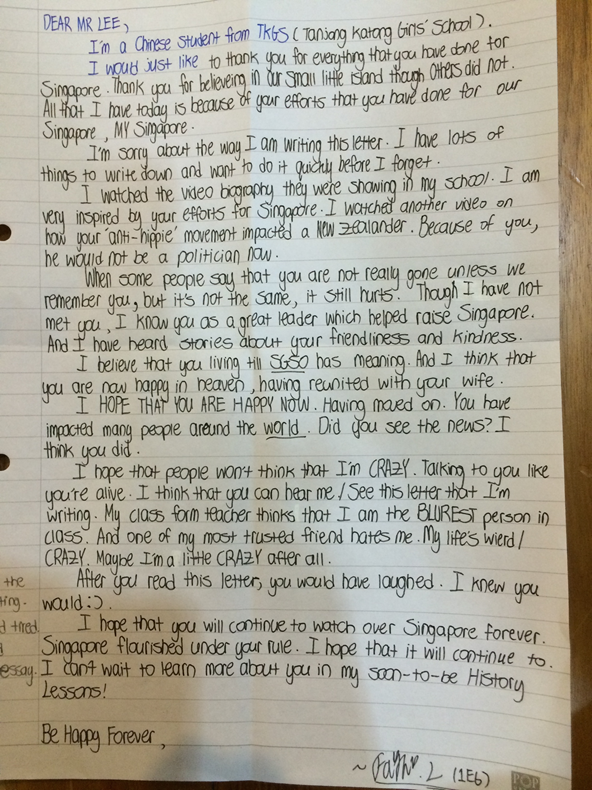 DEAR MR LEE,
I'm a Chinese student from TKGS (Tanjong Katong Girls' School).
I woud just like to thank you for everything that you have done for
Singapore. Thank you for believeing in our small little island though Others did not.
All that I have today is because of your efforts that you have done for our
Singapore, MY Singapore.
I'm sorry about the way I am writing this letter. I have lots of
things to write down and want to do it quickly before I forget.
I watched the video biography they were showing in my school. I am
very inspired by your efforts for Singapore. I watched another video on
how your 'anti-hippie' movement impacted a New Zealander. Because of you,
he would not be a politician now.
When some people say that you are not really gone unless we
remember you, but it's not the same, it still hurts. Though I have not
met you, I know you as a great leader which helped raise Singapore.
And I have heard stories about your friendliness and kindness.
I believe that you living till SG50 has meaning. And I think that
you are now happy in heaven, having reunited with your wife.
I HOPE THAT YOU ARE HAPPY NOW. Having moved on. You have
impacted many people around the world. Did you see the news? I
think you did.
I hope that people won't think that I'm CRAZY. Talking to you like
you're alive. I think that you can hear me / See this letter that I'm
writing. My class form teacher thinks that I am the BLUREST person in
class. And one of my most trusted friend hates me. My life's wierd /
CRAZY. Maybe I'm a little CRAZY after all.
After you read this letter, you would have laughed. I knew you
would :).
I hope that you will continue to watch over Singapore forever.
Singapore flourished under your rule. I hope that it will continue to.
I can't wait to learn more about you in my soon-to-be History
Lessons!
Be Happy Forever,
~ Faith. L (1E6)
the
ting.
d tired.
essay.
POP